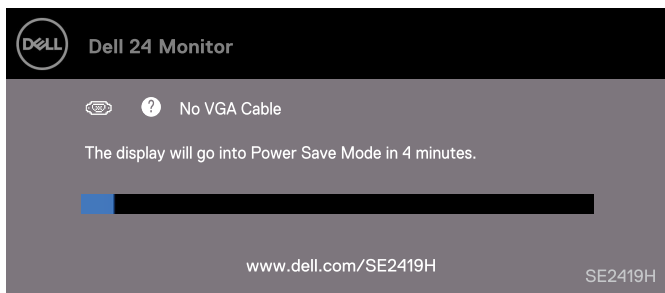 DELL
Dell 24 Monitor
? No VGA Cable
The display will go into Power Save Mode in 4 minutes.
www.dell.com/SE2419H
SE2419H